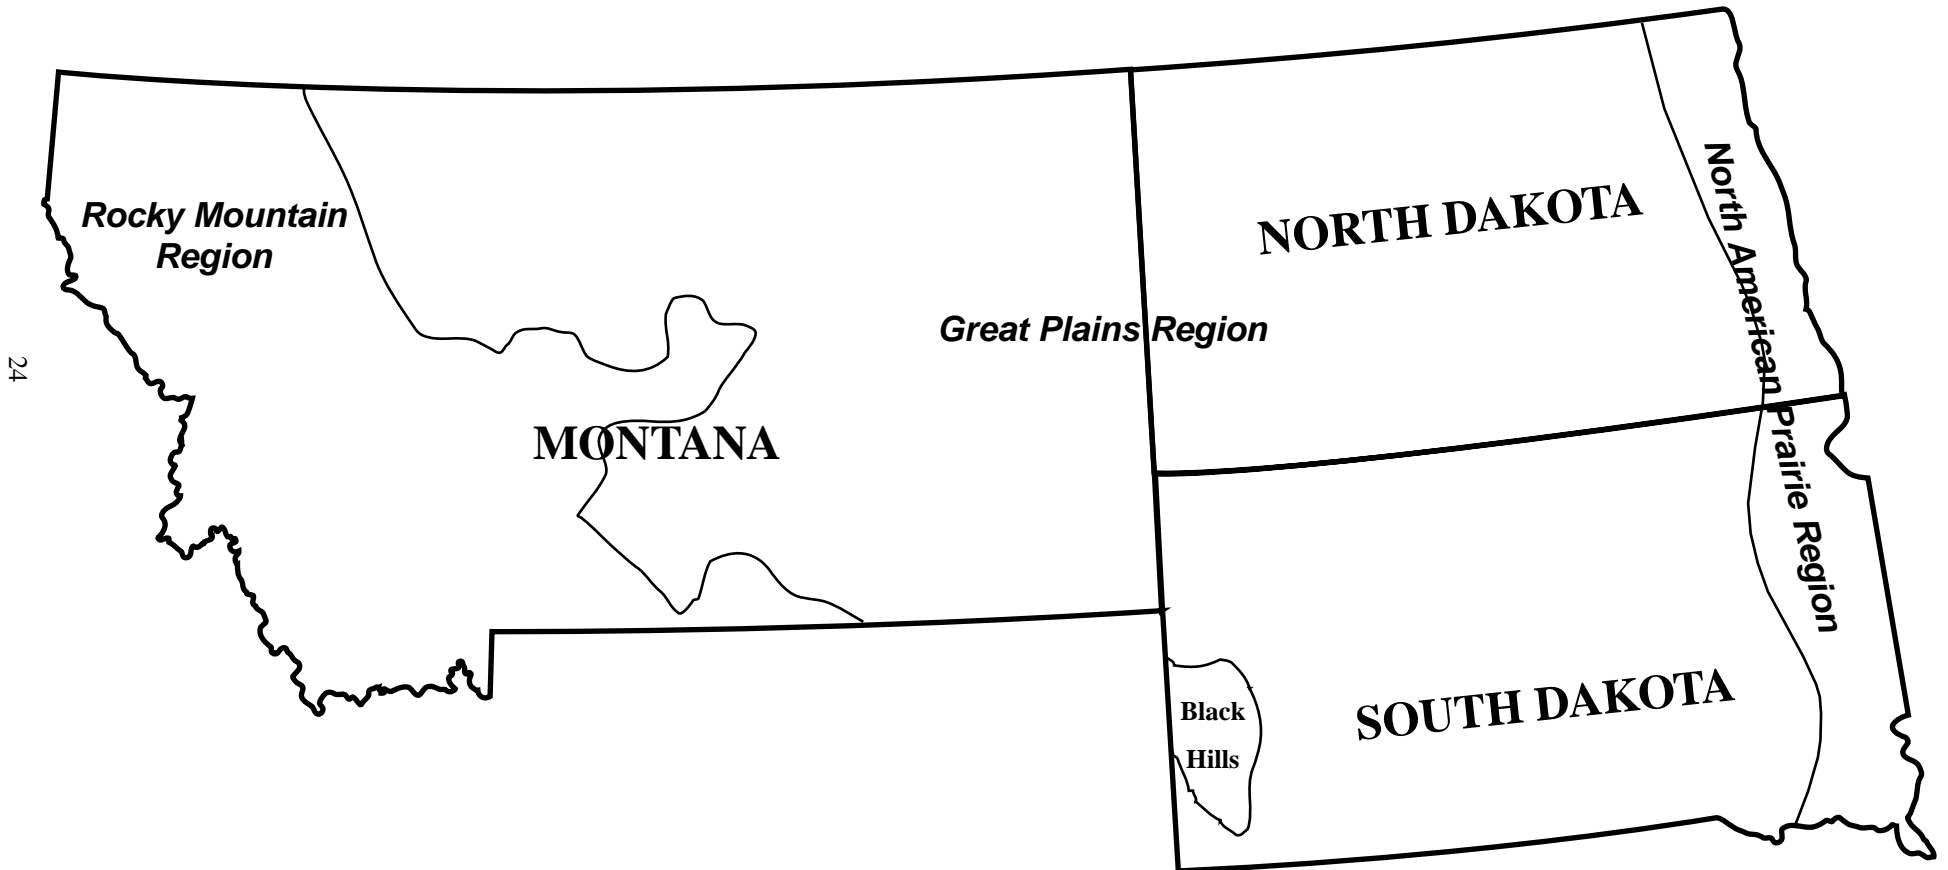 Rocky Mountain
Region
NORTH DAKOTA
North American Prairie Region
Great Plains Region
MONTANA
SOUTH DAKOTA
Black
Hills
24